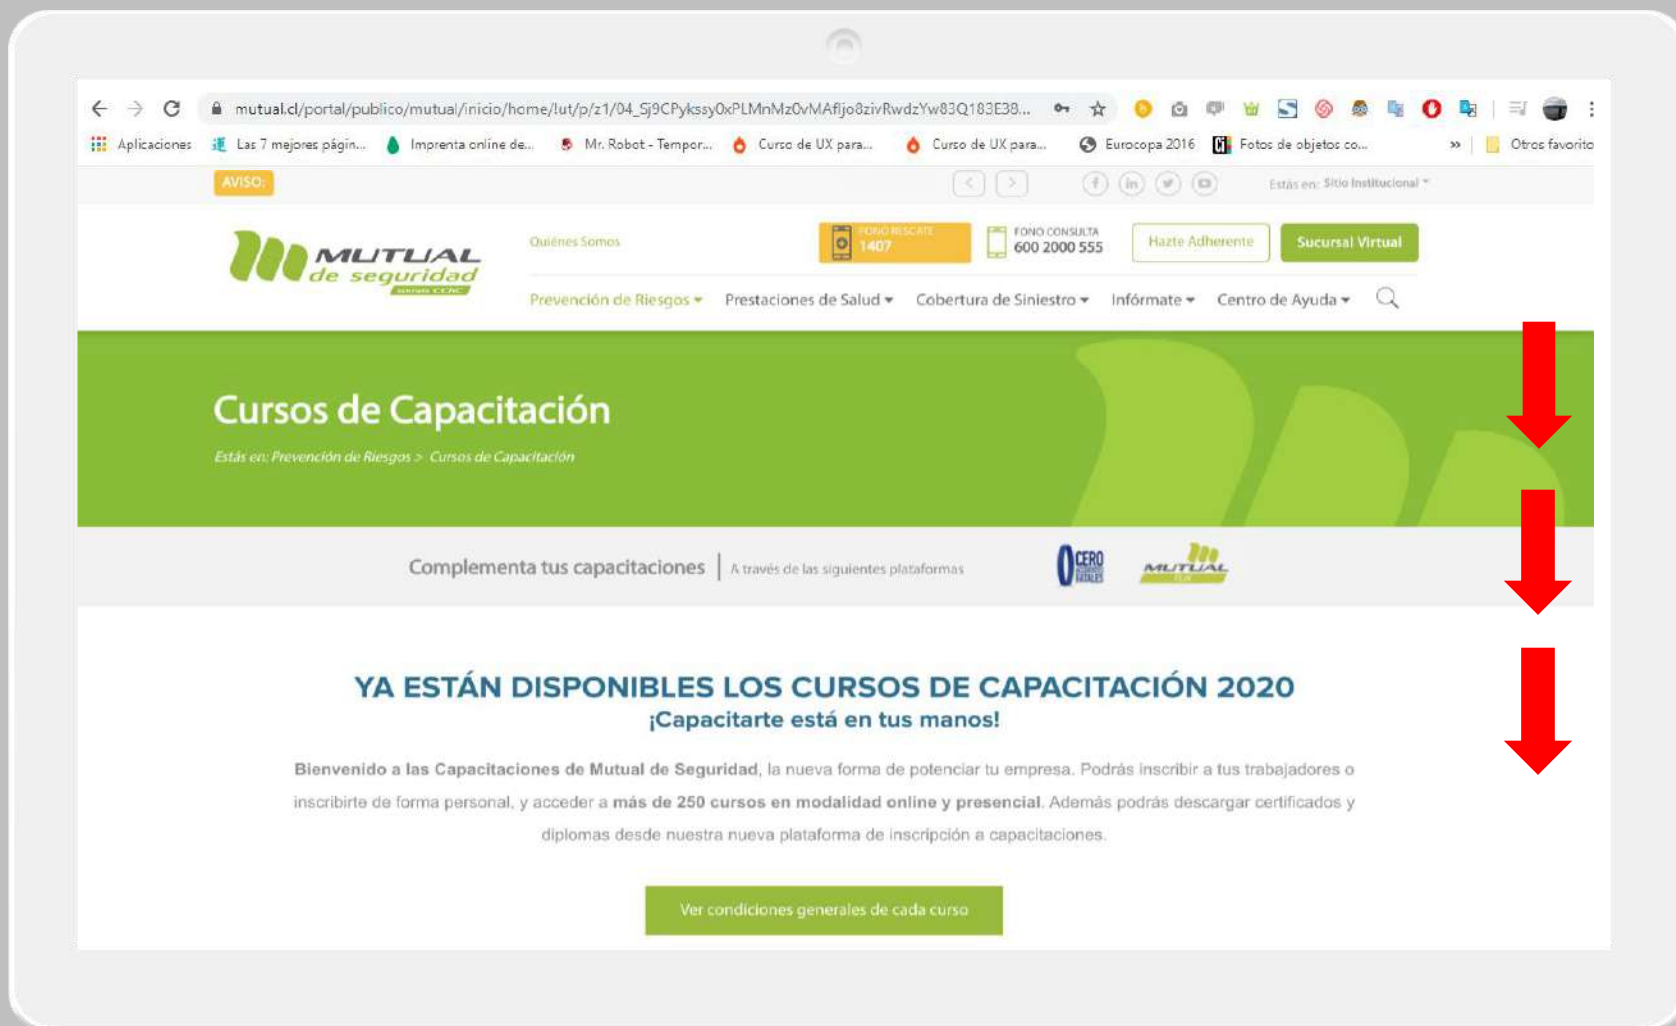 mutual.cl/portal/publico/mutual/inicio/home/!ut/p/z1/04_Sj9CPykssy0xPLMnMz0vMAfIjo8zivRwdzYw83Q183E38...
Aplicaciones Las 7 mejores págin... Imprenta online de... Mr. Robot - Tempor... Curso de UX para... Curso de UX para... Eurocopa 2016 Fotos de objetos co... » Otros favorito
AVISO: Estás en: Sitio Institucional
MUTUAL
de seguridad
Quiénes Somos
FONO RESCATE
1407
FONO CONSULTA
600 2000 555
Hazte Adherente
Sucursal Virtual
Prevención de Riesgos Prestaciones de Salud Cobertura de Siniestro Infórmate Centro de Ayuda
Cursos de Capacitación
Estás en: Prevención de Riesgos > Cursos de Capacitación
Complementa tus capacitaciones | A través de las siguientes plataformas
0 CERO
FATALES
MUTUAL
YA ESTÁN DISPONIBLES LOS CURSOS DE CAPACITACIÓN 2020
¡Capacitarte está en tus manos!
Bienvenido a las Capacitaciones de Mutual de Seguridad, la nueva forma de potenciar tu empresa. Podrás inscribir a tus trabajadores o
inscribirte de forma personal, y acceder a más de 250 cursos en modalidad online y presencial. Además podrás descargar certificados y
diplomas desde nuestra nueva plataforma de inscripción a capacitaciones.
Ver condiciones generales de cada curso